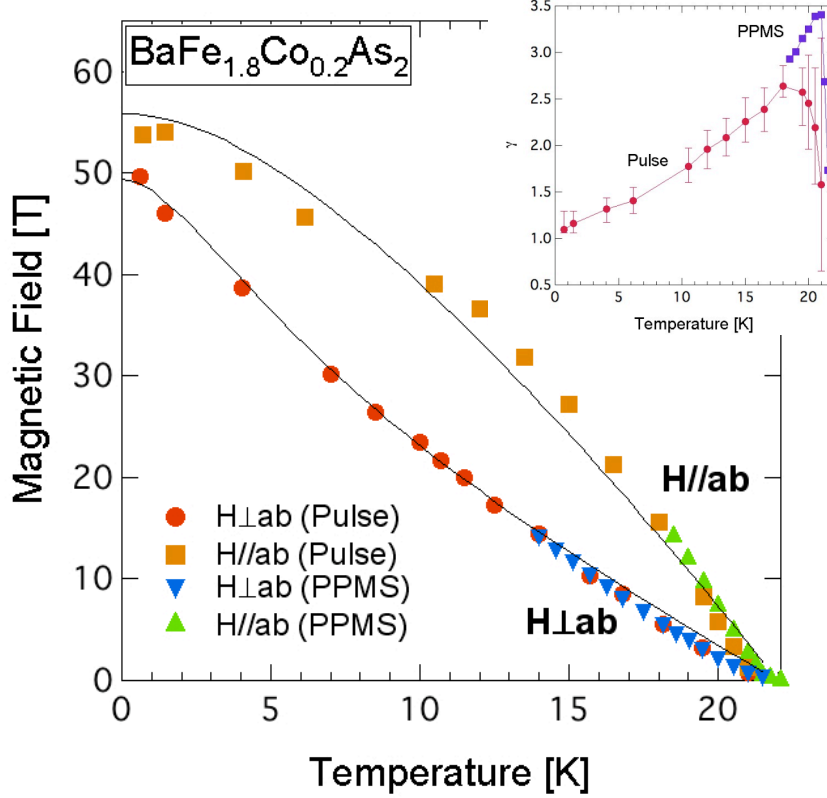 BaFe1.8Co0.2As2
60
50
40
30
20
10
0
Magnetic Field [T]
H⊥ab (Pulse)
H//ab (Pulse)
H⊥ab (PPMS)
H//ab (PPMS)
H//ab
H⊥ab
0 5 10 15 20
Temperature [K]
3.5
3.0
2.5
2.0
1.5
1.0
0.5
γ
PPMS
Pulse
0 5 10 15 20
Temperature [K]